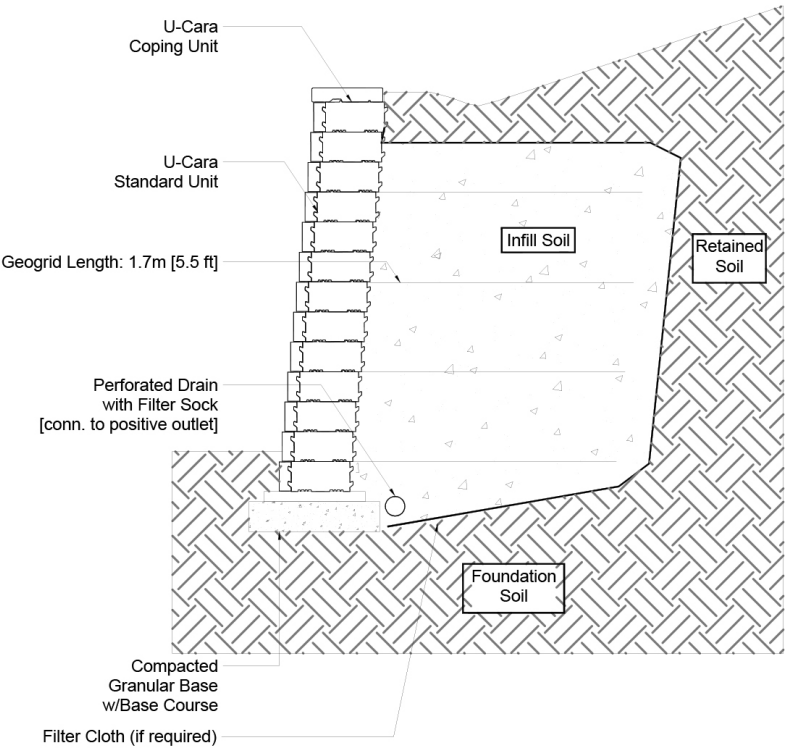 U-Cara
Coping Unit
U-Cara
Standard Unit
Infill Soil
Retained
Soil
Geogrid Length: 1.7m [5.5 ft]
Perforated Drain
with Filter Sock
[conn. to positive outlet]
Foundation
Soil
Compacted
Granular Base
w/Base Course
Filter Cloth (if required)